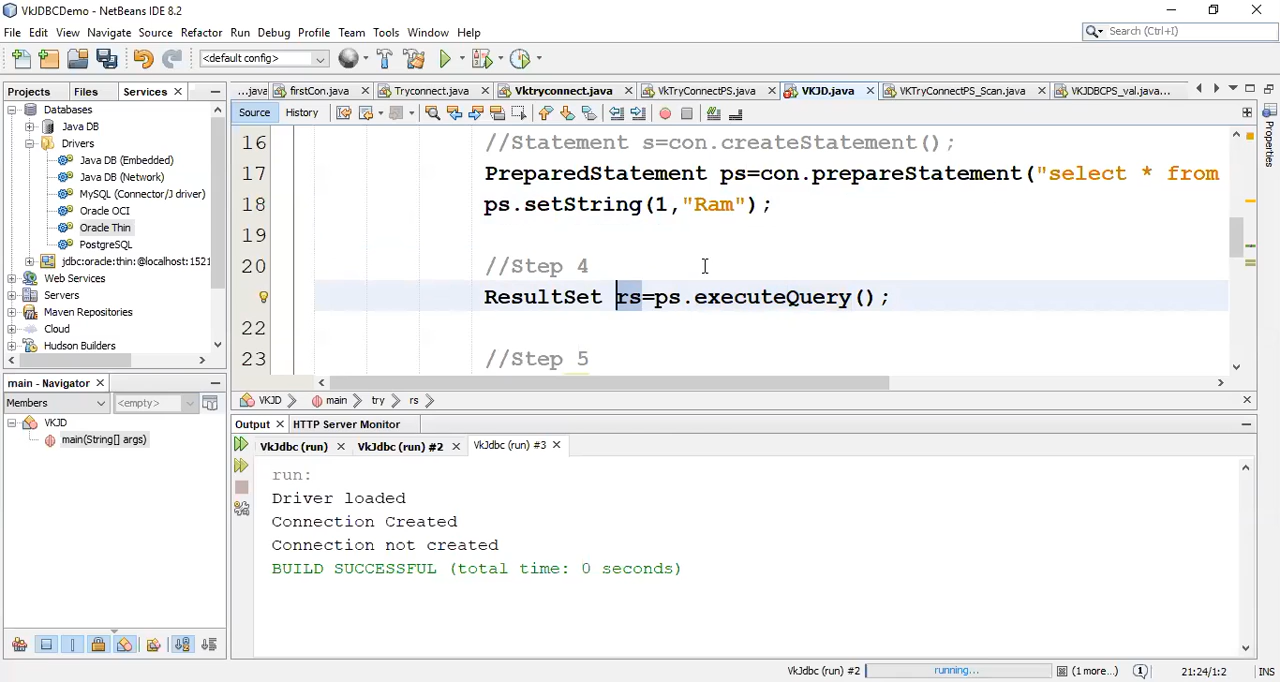 VkJDBCDemo - NetBeans IDE 8.2
File Edit View Navigate Source Refactor Run Debug Profile Team Tools Window Help
Search (Ctrl+I)
<default config>
Projects Files Services
...java firstCon.java Tryconnect.java Vktryconnect.java VkTryConnectPS.java VKJD.java VKTryConnectPS_Scan.java VKJDBCPS_val.java...
Source History
Databases
Java DB
Drivers
Java DB (Embedded)
Java DB (Network)
MySQL (Connector/J driver)
Oracle OCI
Oracle Thin
PostgreSQL
jdbc:oracle:thin:@localhost:1521
Web Services
Servers
Maven Repositories
Cloud
Hudson Builders
16 //Statement s=con.createStatement();
17 PreparedStatement ps=con.prepareStatement("select * from
18 ps.setString(1,"Ram");
19
20 //Step 4
ResultSet rs=ps.executeQuery();
22
23 //Step 5
Properties
VKJD main try rs
main - Navigator
Members <empty>
VKJD
main(String[] args)
Output HTTP Server Monitor
VkJdbc (run) VkJdbc (run) #2 VkJdbc (run) #3
run:
Driver loaded
Connection Created
Connection not created
BUILD SUCCESSFUL (total time: 0 seconds)
VkJdbc (run) #2 running... (1 more...) 21:24/1:2 INS